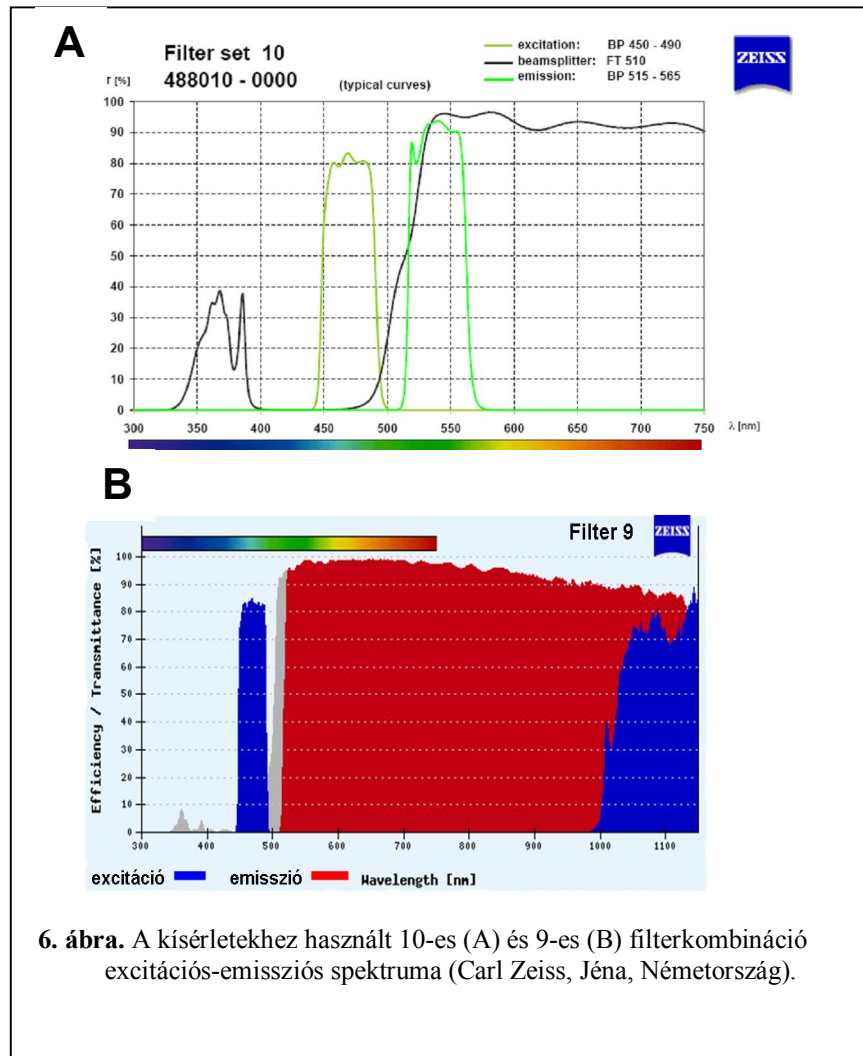 A
Filter set 10
488010 - 0000
(typical curves)
excitation: BP 450 - 490
beamsplitter: FT 510
emission: BP 515 - 565
ZEISS
T [%]
100
90
80
70
60
50
40
30
20
10
0
300 350 400 450 500 550 600 650 700 750
λ [nm]
B
Filter 9
ZEISS
Efficiency / Transmittance [%]
100
90
80
70
60
50
40
30
20
10
0
300 400 500 600 700 800 900 1000 1100
excitáció emisszió Wavelength [nm]
6. ábra. A kísérletekhez használt 10-es (A) és 9-es (B) filterkombináció
excitációs-emissziós spektruma (Carl Zeiss, Jéna, Németország).